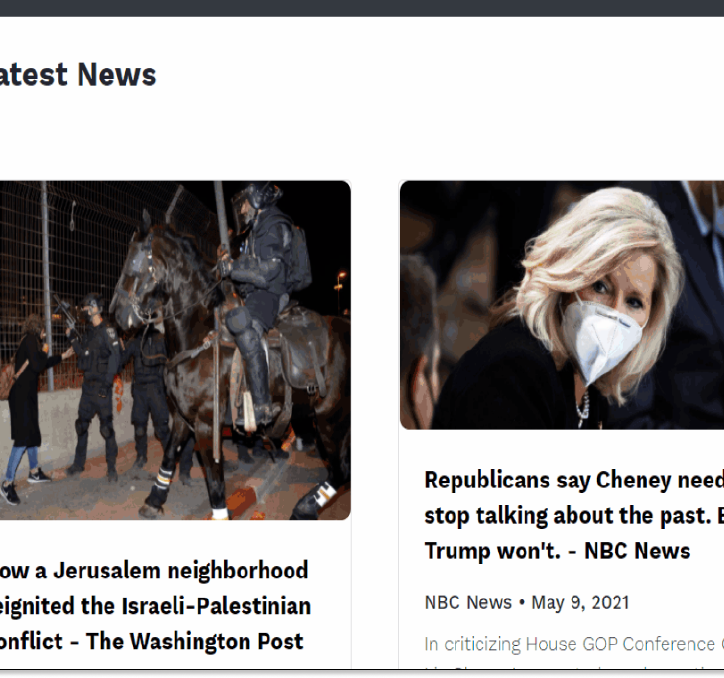 atest News
ow a Jerusalem neighborhood
eignited the Israeli-Palestinian
onflict - The Washington Post
Republicans say Cheney need
stop talking about the past. 
Trump won't. - NBC News
NBC News • May 9, 2021
In criticizing House GOP Conference